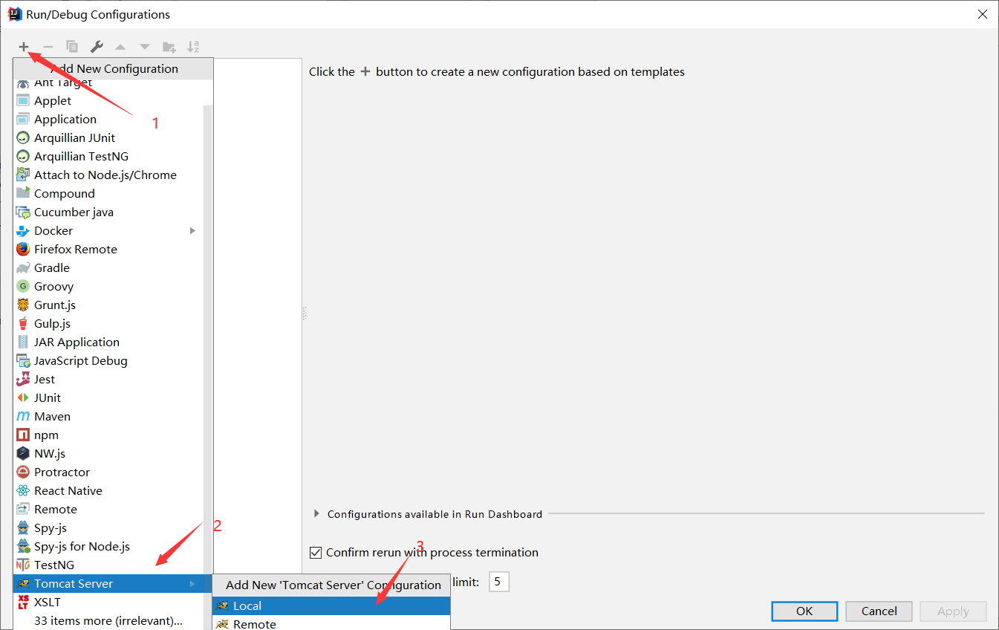 Run/Debug Configurations
Add New Configuration
Ant Target
Applet
1
Application
Arquillian JUnit
Arquillian TestNG
Attach to Node.js/Chrome
Compound
Cucumber java
Docker
Firefox Remote
Gradle
Groovy
Grunt.js
Gulp.js
JAR Application
JavaScript Debug
Jest
JUnit
Maven
npm
NW.js
Protractor
React Native
Remote
Spy-js
2
Spy-js for Node.js
TestNG
Tomcat Server
XSLT
33 items more (irrelevant)...
Click the + button to create a new configuration based on templates
Configurations available in Run Dashboard
3
Confirm rerun with process termination
limit: 5
Add New 'Tomcat Server' Configuration
Local
Remote
OK Cancel Apply